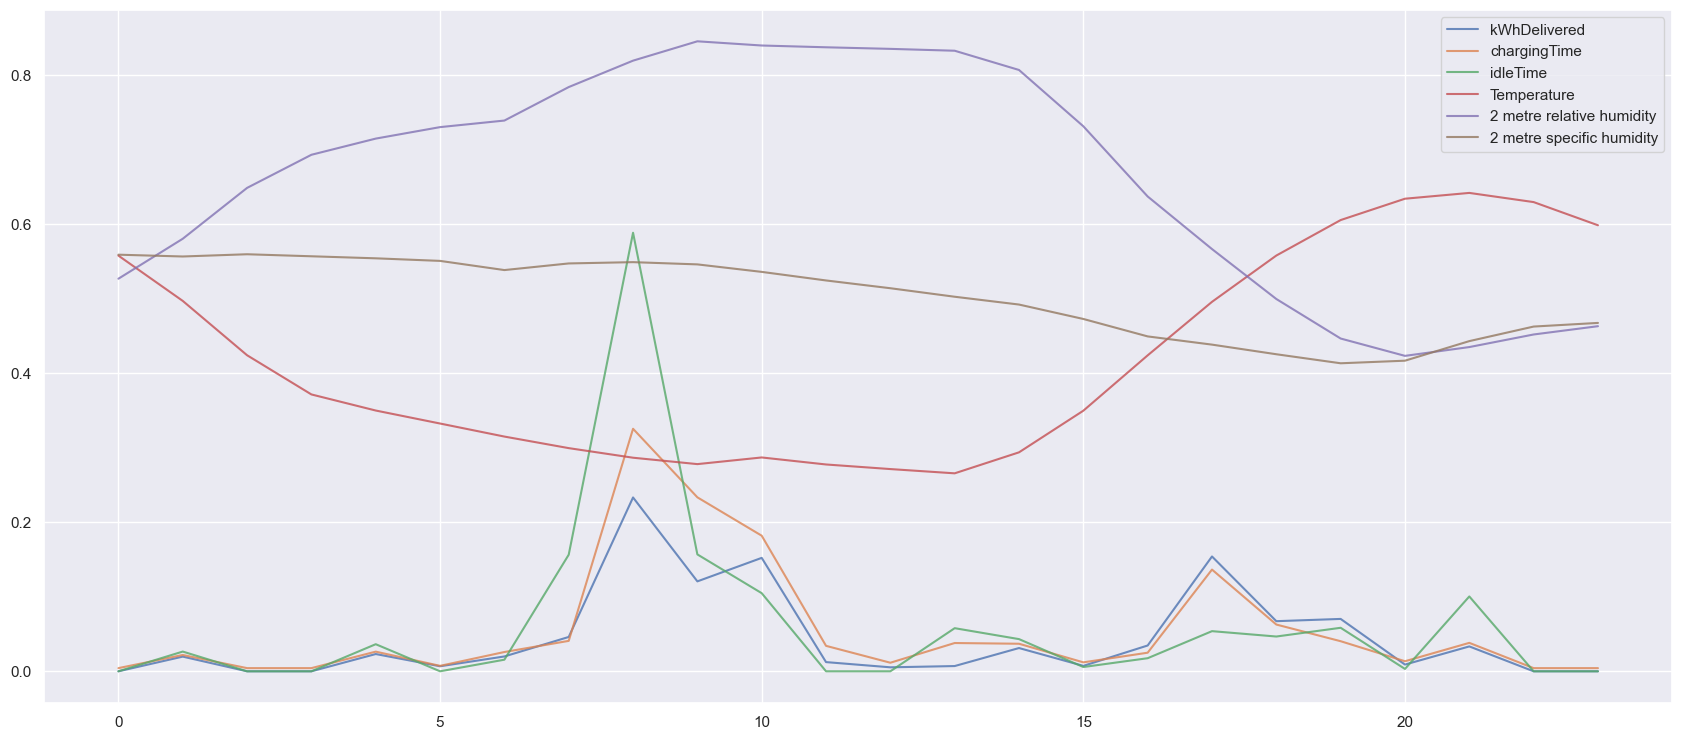 kWhDelivered
chargingTime
idleTime
Temperature
2 metre relative humidity
2 metre specific humidity
0.8
0.6
0.4
0.2
0.0
0 5 10 15 20